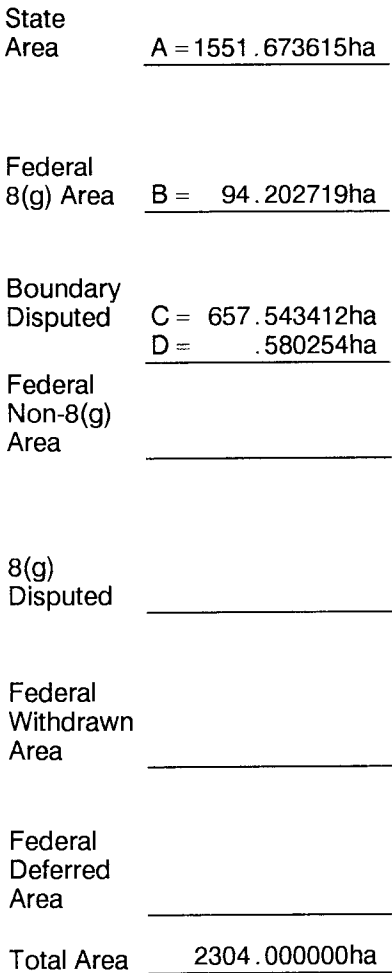 State
Area A = 1551.673615ha
Federal
8(g) Area B = 94.202719ha
Boundary
Disputed C = 657.543412ha
D = .580254ha
Federal
Non-8(g)
Area
8(g)
Disputed
Federal
Withdrawn
Area
Federal
Deferred
Area
Total Area 2304.000000ha